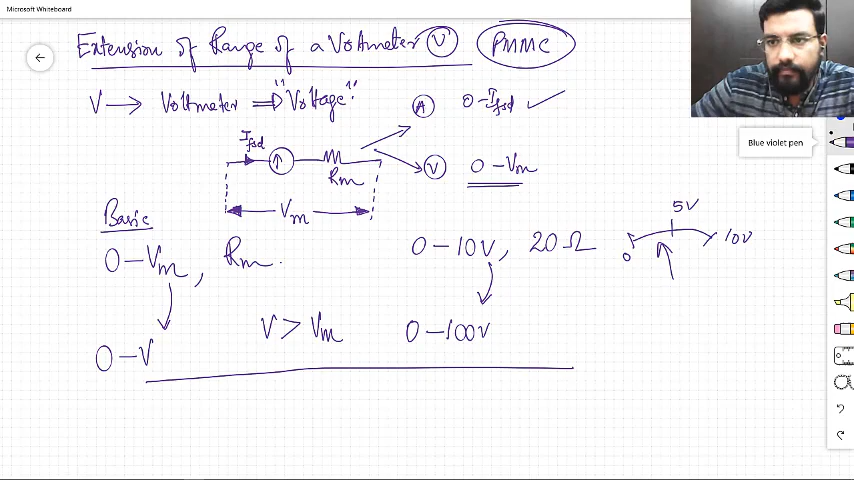 Microsoft Whiteboard
Extension of Range of a Voltmeter V PMMC
V → Voltmeter ⇒ "Voltage".
A 0-Ifsd ✓
Ifsd
Rm
V 0-Vm
Vm
Blue violet pen
Basic
0-Vm, Rm.
0-10V, 20Ω
5V
0
10V
0-V
V > Vm
0-100V